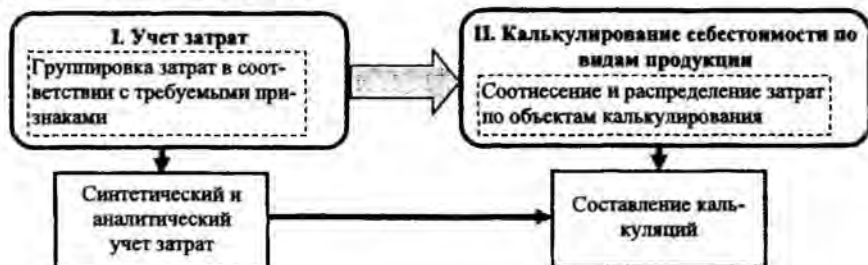 I. Учет затрат
Группировка затрат в соот-
ветствии с требуемыми при-
знаками
II. Калькулирование себестоимости по
видам продукции
Соотнесение и распределение затрат
по объектам калькулирования
Синтетический и
аналитический
учет затрат
Составление каль-
куляций